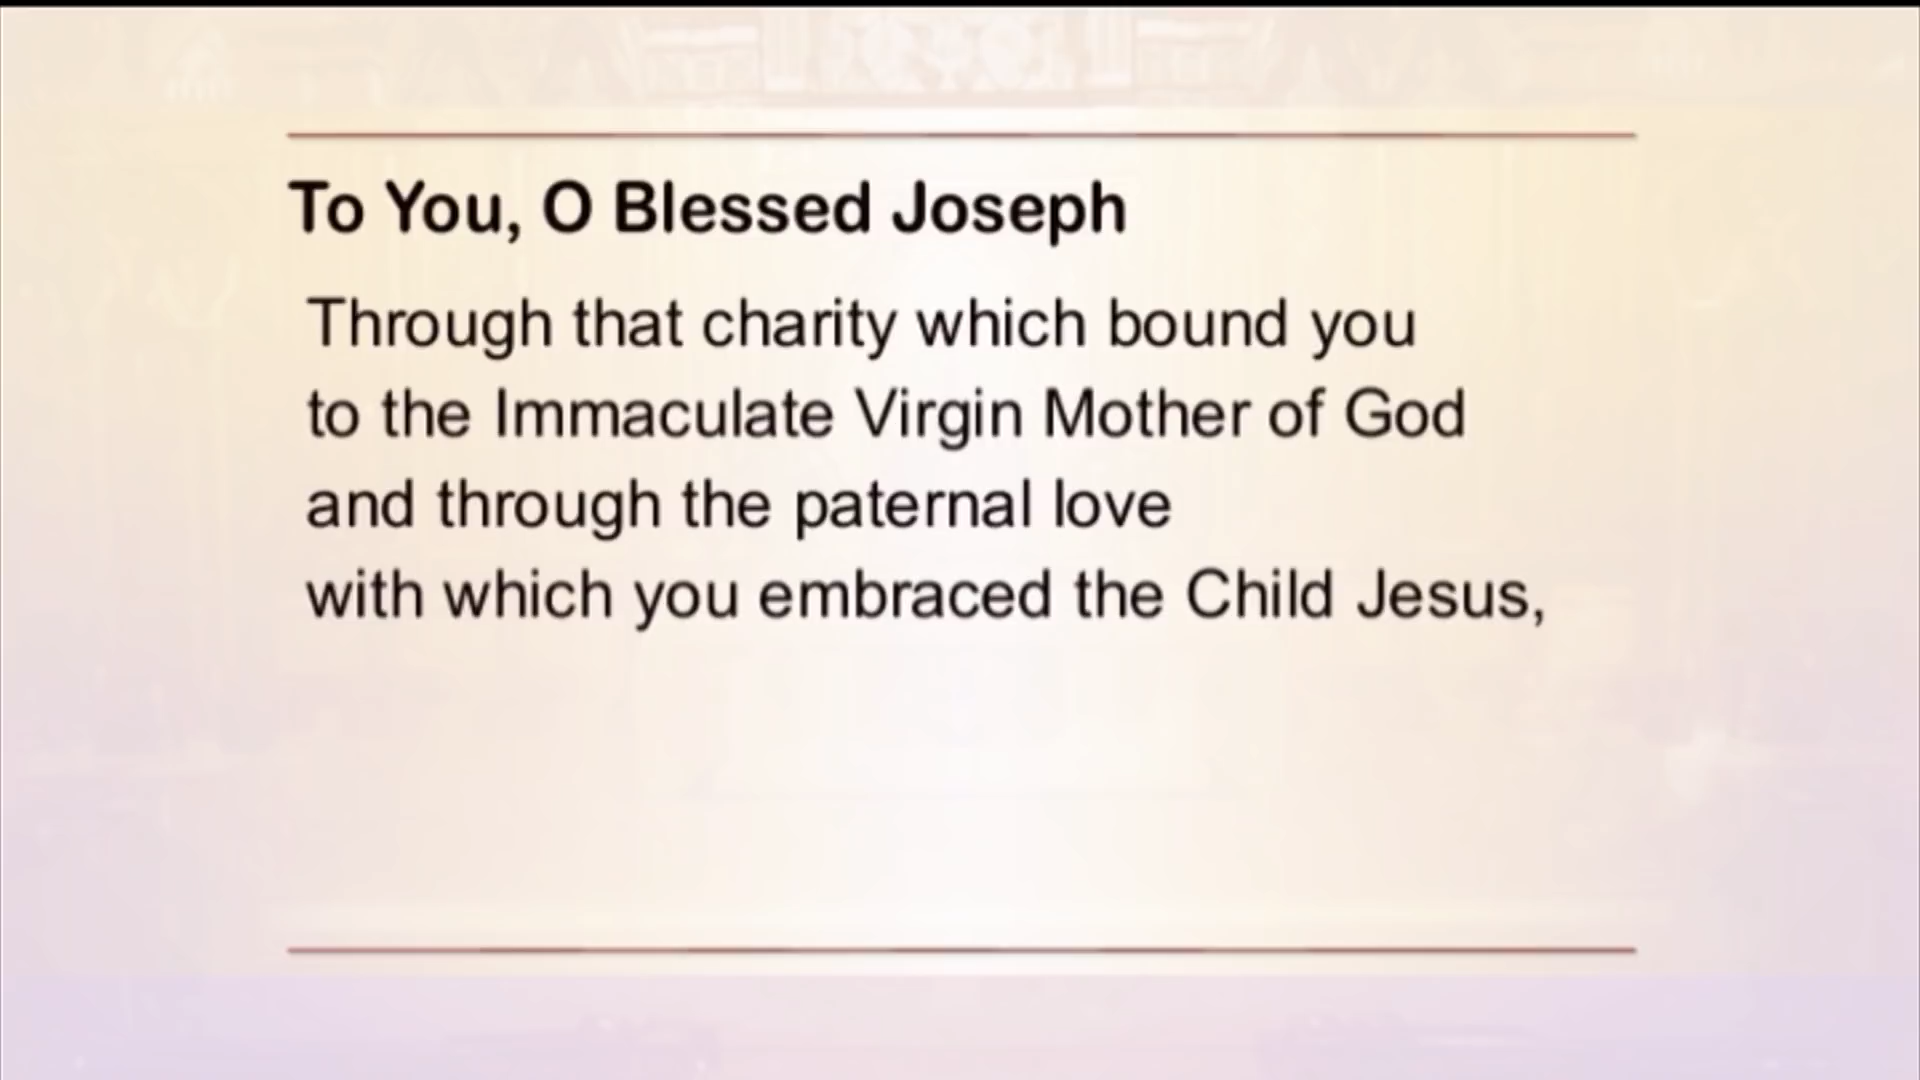 To You, O Blessed Joseph
Through that charity which bound you
to the Immaculate Virgin Mother of God
and through the paternal love
with which you embraced the Child Jesus,